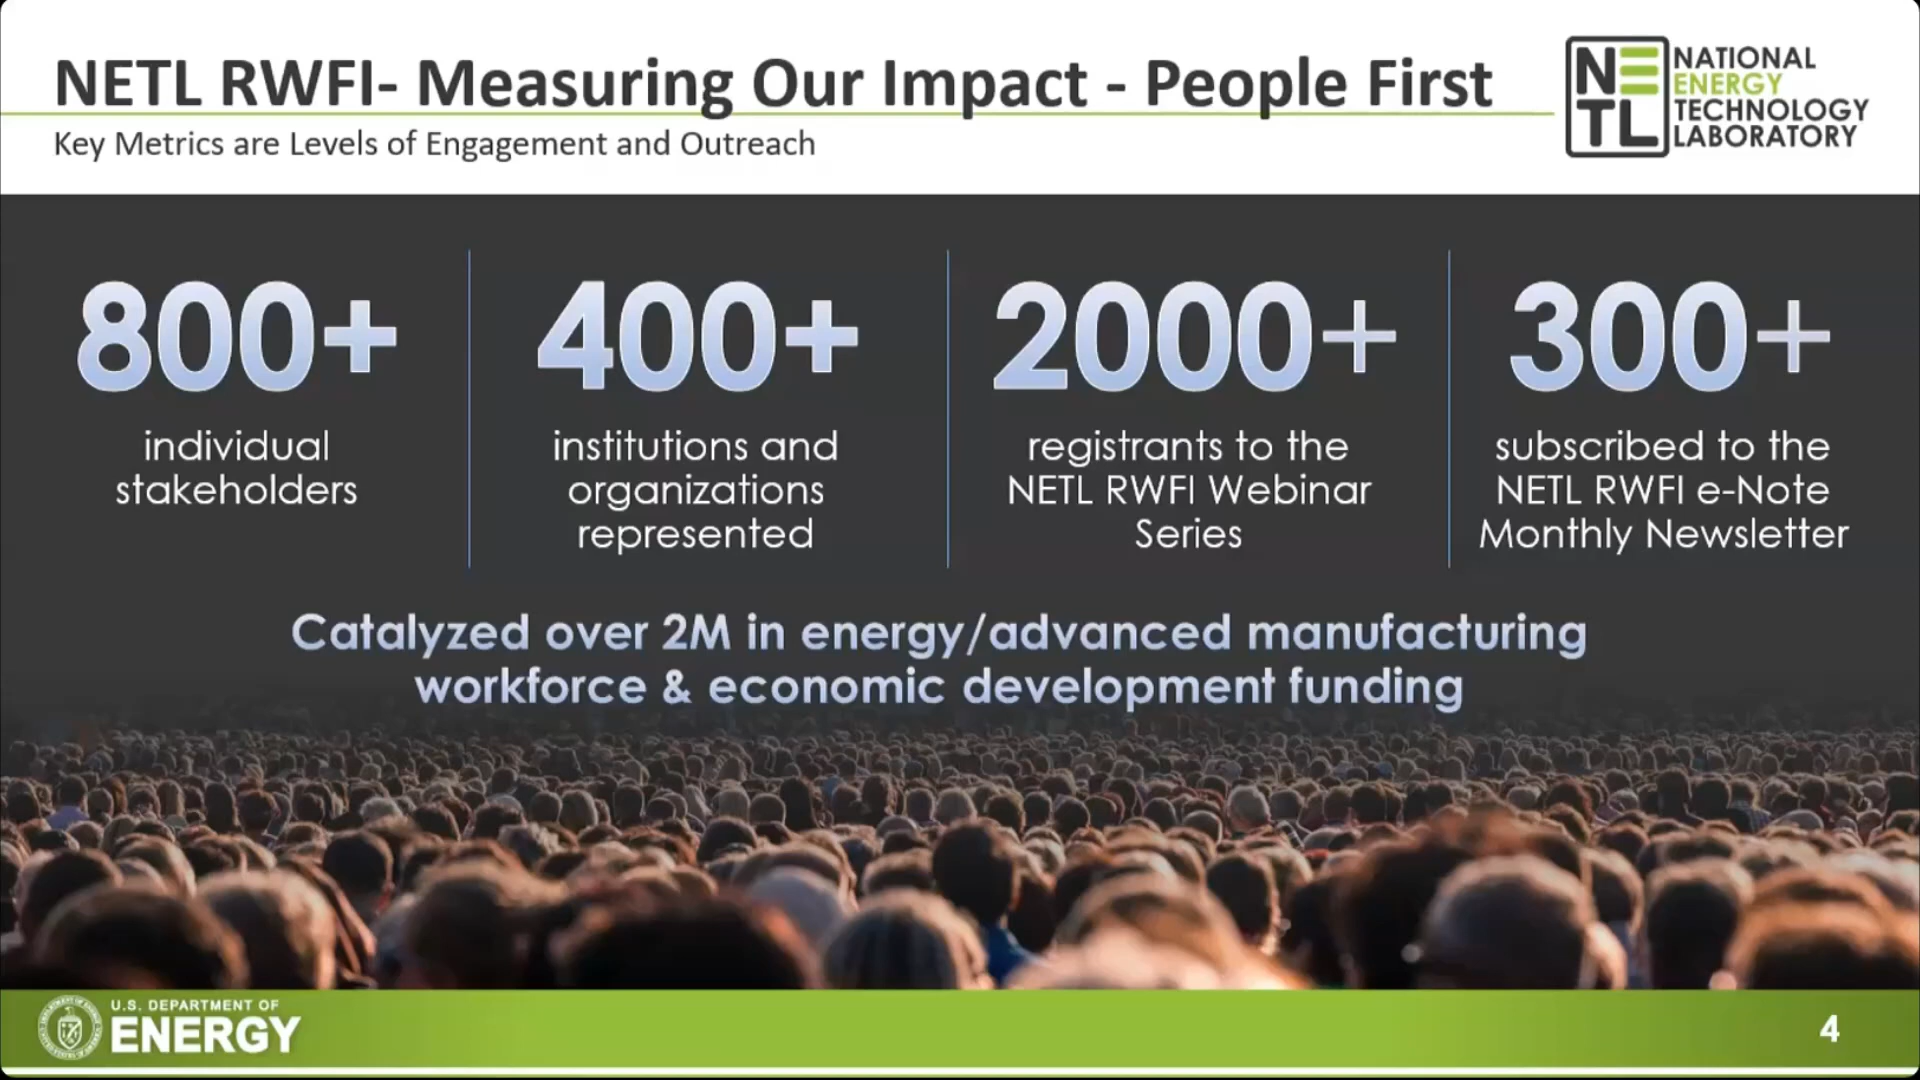 NETL RWFI- Measuring Our Impact - People First
Key Metrics are Levels of Engagement and Outreach
NE
TL
NATIONAL
ENERGY
TECHNOLOGY
LABORATORY
800+
individual
stakeholders
400+
institutions and
organizations
represented
2000+
registrants to the
NETL RWFI Webinar
Series
300+
subscribed to the
NETL RWFI e-Note
Monthly Newsletter
Catalyzed over 2M in energy/advanced manufacturing
workforce & economic development funding
U.S. DEPARTMENT OF
ENERGY
4